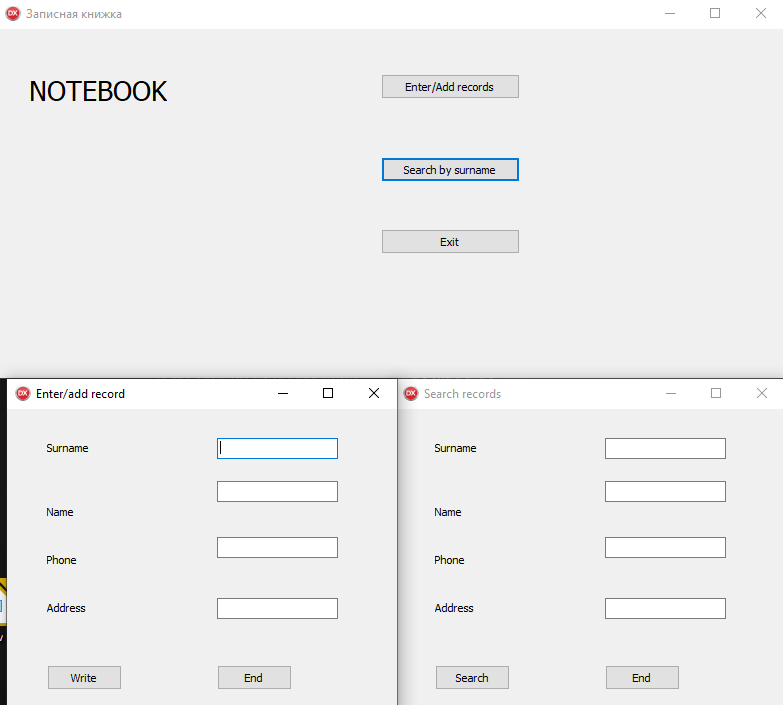 DX Записная книжка
NOTEBOOK
Enter/Add records
Search by surname
Exit
DX Enter/add record
Surname
Name
Phone
Address
Write End
DX Search records
Surname
Name
Phone
Address
Search End